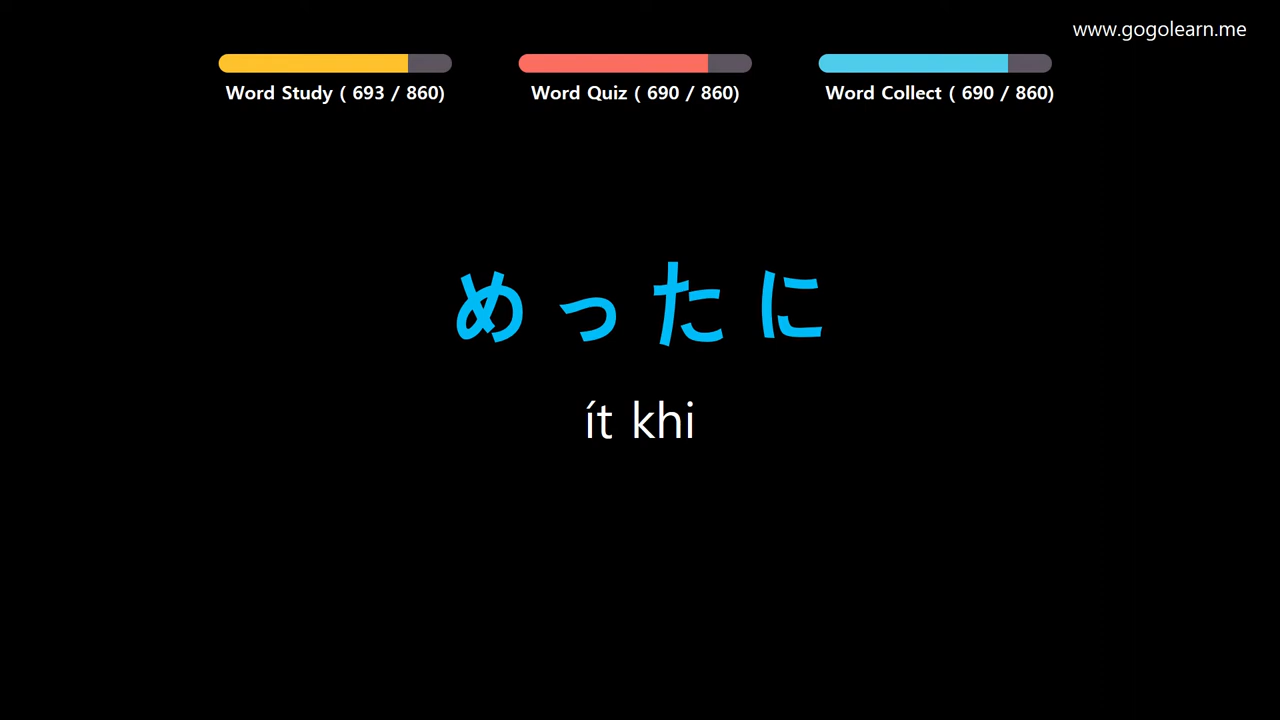 www.gogolearn.me
Word Study ( 693 / 860)
Word Quiz ( 690 / 860)
Word Collect ( 690 / 860)
めったに
ít khi